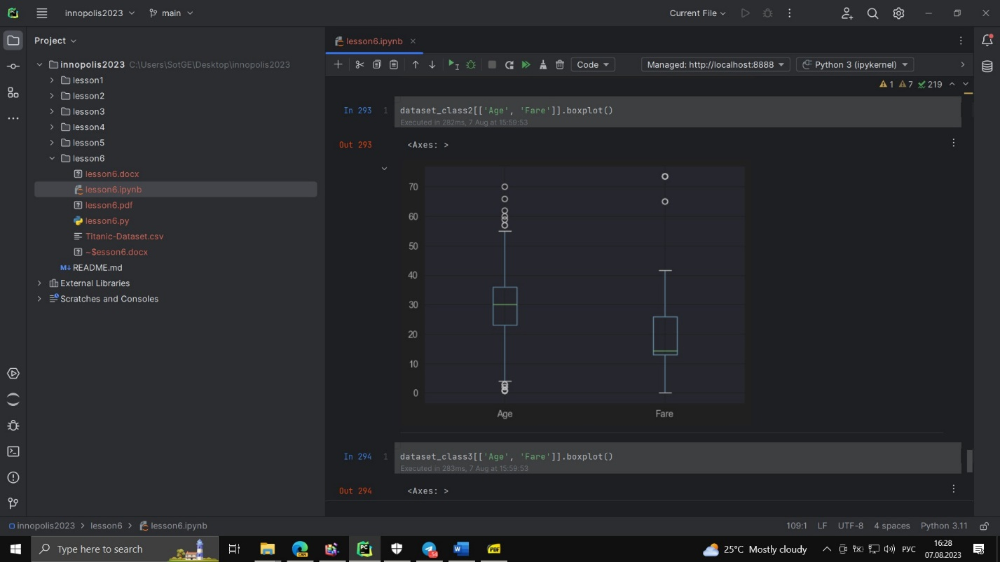 innopolis2023
main
Current File
Project
innopolis2023 C:\Users\SotGE\Desktop\innopolis2023
lesson1
lesson2
lesson3
lesson4
lesson5
lesson6
lesson6.docx
lesson6.ipynb
lesson6.pdf
lesson6.py
Titanic-Dataset.csv
~$esson6.docx
M↓ README.md
External Libraries
Scratches and Consoles
lesson6.ipynb
Code
Managed: http://localhost:8888
Python 3 (ipykernel)
1 7 219
In 293 1 dataset_class2[['Age', 'Fare']].boxplot()
Executed in 282ms, 7 Aug at 15:59:53
Out 293 <Axes: >
70
60
50
40
30
20
10
0
Age Fare
In 294 1 dataset_class3[['Age', 'Fare']].boxplot()
Executed in 283ms, 7 Aug at 15:59:53
Out 294 <Axes: >
innopolis2023 > lesson6 > lesson6.ipynb
109:1 LF UTF-8 4 spaces Python 3.11
Type here to search
PC
CAN
54
W
PDF
25°C Mostly cloudy
РУС
16:28
07.08.2023